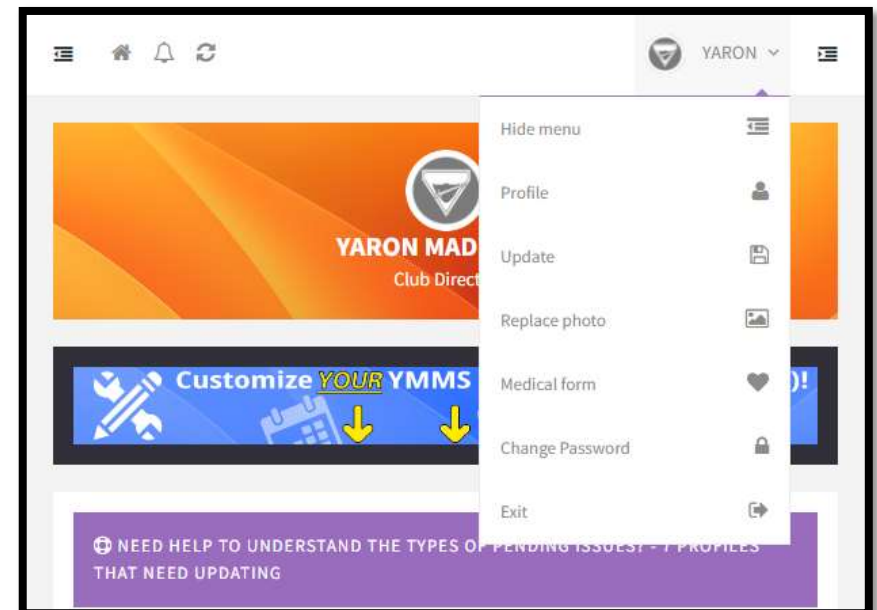 YARON
Hide menu
Profile
Update
Replace photo
Medical form
Change Password
Exit
YARON MAD
Club Direct
Customize YOUR YMMS )!
NEED HELP TO UNDERSTAND THE TYPES OF PENDING ISSUES? - 7 PROFILES
THAT NEED UPDATING